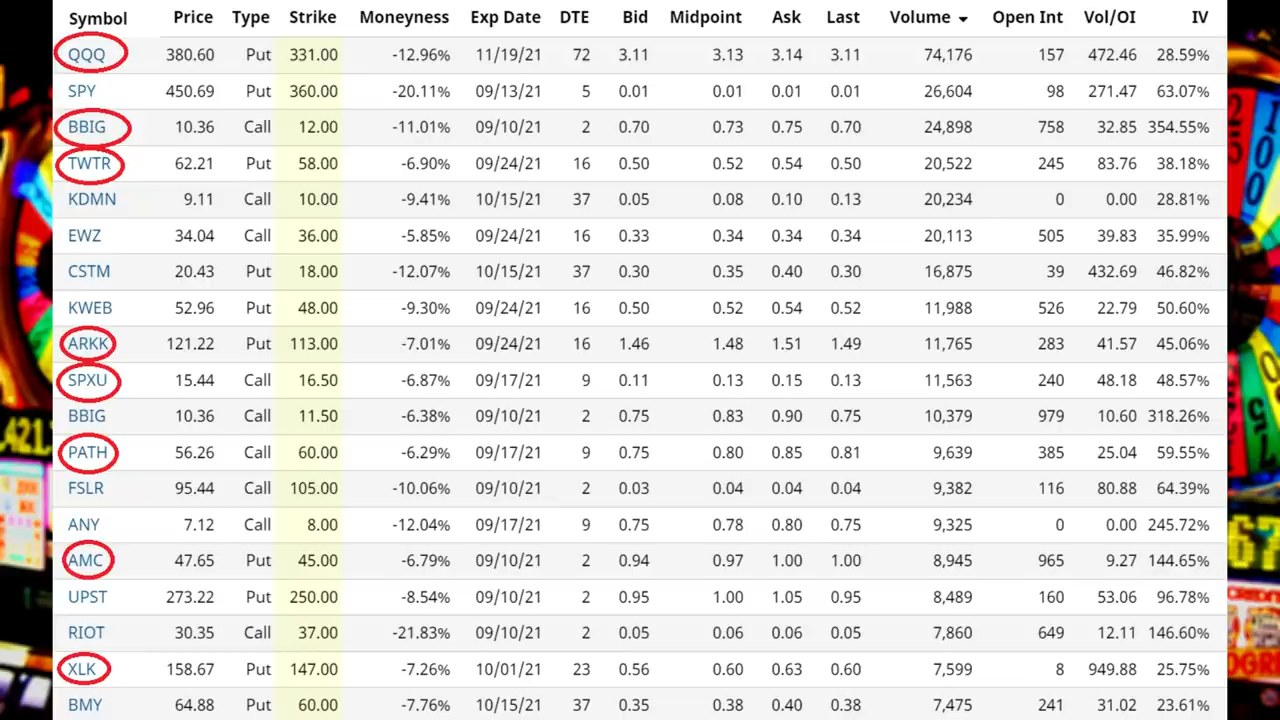 Symbol Price Type Strike Moneyness Exp Date DTE Bid Midpoint Ask Last Volume Open Int Vol/OI IV
QQQ 380.60 Put 331.00 -12.96% 11/19/21 72 3.11 3.13 3.14 3.11 74,176 157 472.46 28.59%
SPY 450.69 Put 360.00 -20.11% 09/13/21 5 0.01 0.01 0.01 0.01 26,604 98 271.47 63.07%
BBIG 10.36 Call 12.00 -11.01% 09/10/21 2 0.70 0.73 0.75 0.70 24,898 758 32.85 354.55%
TWTR 62.21 Put 58.00 -6.90% 09/24/21 16 0.50 0.52 0.54 0.50 20,522 245 83.76 38.18%
KDMN 9.11 Call 10.00 -9.41% 10/15/21 37 0.05 0.08 0.10 0.13 20,234 0 0.00 28.81%
EWZ 34.04 Call 36.00 -5.85% 09/24/21 16 0.33 0.34 0.34 0.34 20,113 505 39.83 35.99%
CSTM 20.43 Put 18.00 -12.07% 10/15/21 37 0.30 0.35 0.40 0.30 16,875 39 432.69 46.82%
KWEB 52.96 Put 48.00 -9.30% 09/24/21 16 0.50 0.52 0.54 0.52 11,988 526 22.79 50.60%
ARKK 121.22 Put 113.00 -7.01% 09/24/21 16 1.46 1.48 1.51 1.49 11,765 283 41.57 45.06%
SPXU 15.44 Call 16.50 -6.87% 09/17/21 9 0.11 0.13 0.15 0.13 11,563 240 48.18 48.57%
BBIG 10.36 Call 11.50 -6.38% 09/10/21 2 0.75 0.83 0.90 0.75 10,379 979 10.60 318.26%
PATH 56.26 Call 60.00 -6.29% 09/17/21 9 0.75 0.80 0.85 0.81 9,639 385 25.04 59.55%
FSLR 95.44 Call 105.00 -10.06% 09/10/21 2 0.03 0.04 0.04 0.04 9,382 116 80.88 64.39%
ANY 7.12 Call 8.00 -12.04% 09/17/21 9 0.75 0.78 0.80 0.75 9,325 0 0.00 245.72%
AMC 47.65 Put 45.00 -6.79% 09/10/21 2 0.94 0.97 1.00 1.00 8,945 965 9.27 144.65%
UPST 273.22 Put 250.00 -8.54% 09/10/21 2 0.95 1.00 1.05 0.95 8,489 160 53.06 96.78%
RIOT 30.35 Call 37.00 -21.83% 09/10/21 2 0.05 0.06 0.06 0.05 7,860 649 12.11 146.60%
XLK 158.67 Put 147.00 -7.26% 10/01/21 23 0.56 0.60 0.63 0.60 7,599 8 949.88 25.75%
BMY 64.88 Put 60.00 -7.76% 10/15/21 37 0.35 0.38 0.40 0.38 7,475 241 31.02 23.61%